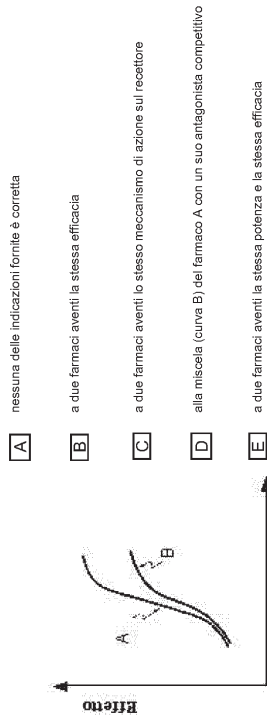 A nessuna delle indicazioni fornite è corretta
B a due farmaci aventi la stessa efficacia
C a due farmaci aventi lo stesso meccanismo di azione sul recettore
D alla miscela (curva B) del farmaco A con un suo antagonista competitivo
E a due farmaci aventi la stessa potenza e la stessa efficacia
Effetto
A
B